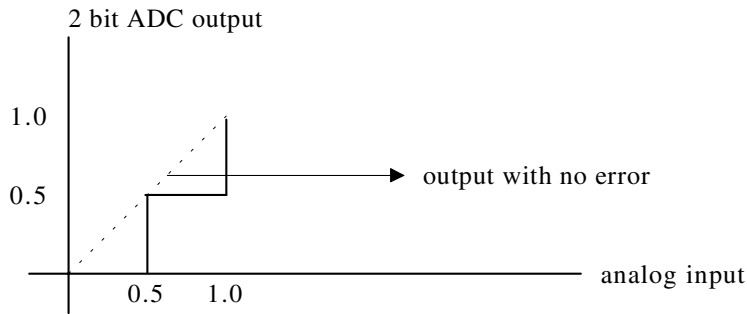 2 bit ADC output
1.0
output with no error
0.5
analog input
0.5 1.0